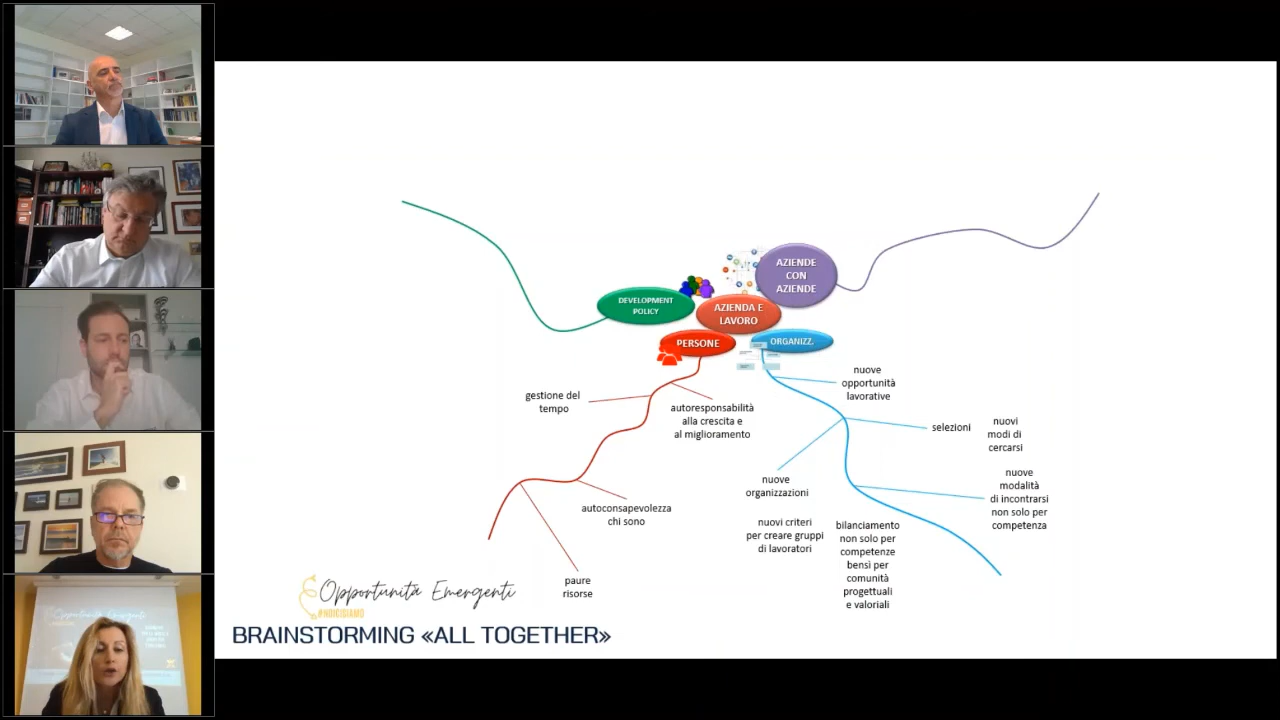 AZIENDE
CON
AZIENDE
DEVELOPMENT
POLICY
AZIENDA E
LAVORO
PERSONE
ORGANIZZ.
gestione del
tempo
autoresponsabilità
alla crescita e
al miglioramento
autoconsapevolezza
chi sono
paure
risorse
nuove
opportunità
lavorative
selezioni
nuovi
modi di
cercarsi
nuove
modalità
di incontrarsi
non solo per
competenza
nuove
organizzazioni
nuovi criteri
per creare gruppi
di lavoratori
bilanciamento
non solo per
competenze
bensì per
comunità
progettuali
e valoriali
Opportunità Emergenti
#NOICISIAMO
BRAINSTORMING «ALL TOGETHER»
Opportunità Emergenti